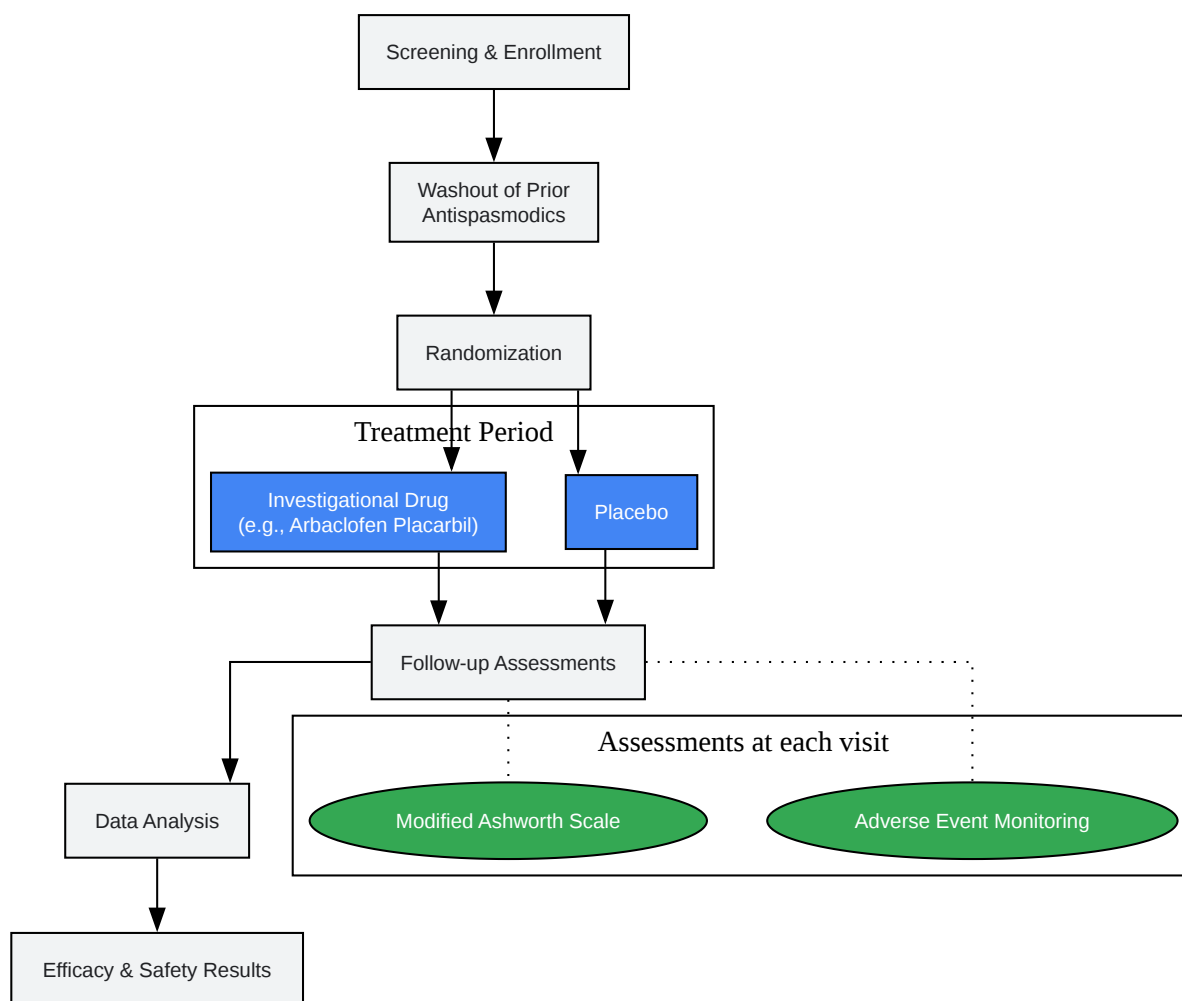 Screening & Enrollment
Washout of Prior
Antispasmodics
Randomization
Treatment Period
Investigational Drug
(e.g., Arbaclofen Placarbil)
Placebo
Follow-up Assessments
Assessments at each visit
Data Analysis
Modified Ashworth Scale
Adverse Event Monitoring
Efficacy & Safety Results